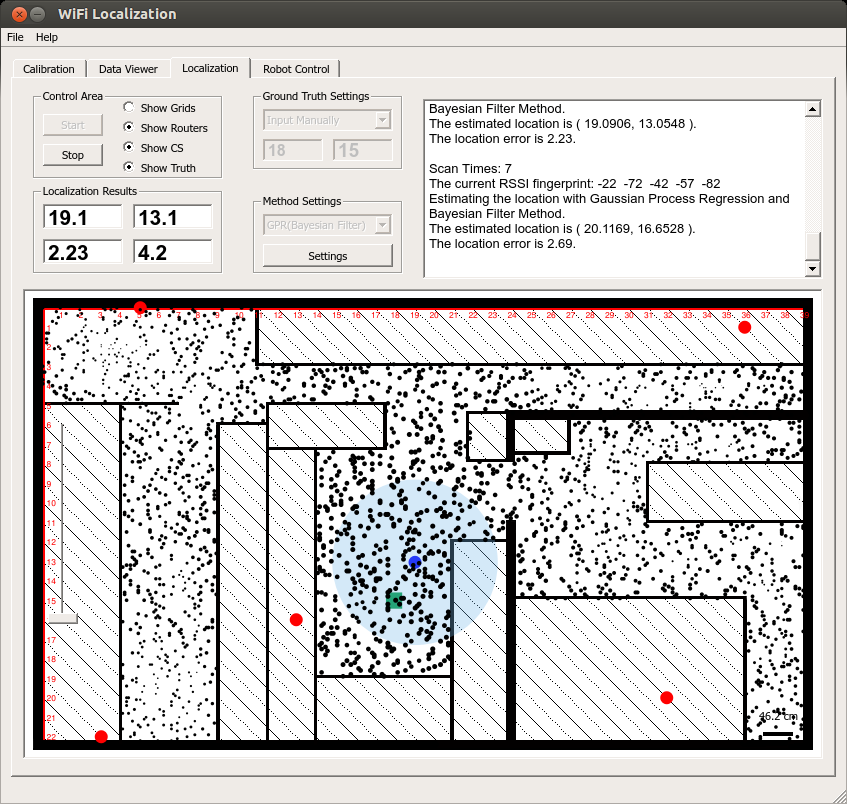 WiFi Localization
File Help
Calibration Data Viewer Localization Robot Control
Control Area
Start
Stop
Show Grids
Show Routers
Show CS
Show Truth
Localization Results
19.1 13.1
2.23 4.2
Ground Truth Settings
Input Manually
18 15
Method Settings
GPR(Bayesian Filter)
Settings
Bayesian Filter Method.
The estimated location is ( 19.0906, 13.0548 ).
The location error is 2.23.
Scan Times: 7
The current RSSI fingerprint: -22 -72 -42 -57 -82
Estimating the location with Gaussian Process Regression and
Bayesian Filter Method.
The estimated location is ( 20.1169, 16.6528 ).
The location error is 2.69.
1 2 3 4 5 6 7 8 9 10 11 12 13 14 15 16 17 18 19 20 21 22 23 24 25 26 27 28 29 30 31 32 33 34 35 36 37 38 39
1
2
3
4
5
6
7
8
9
10
11
12
13
14
15
16
17
18
19
20
21
22
46.2 cm